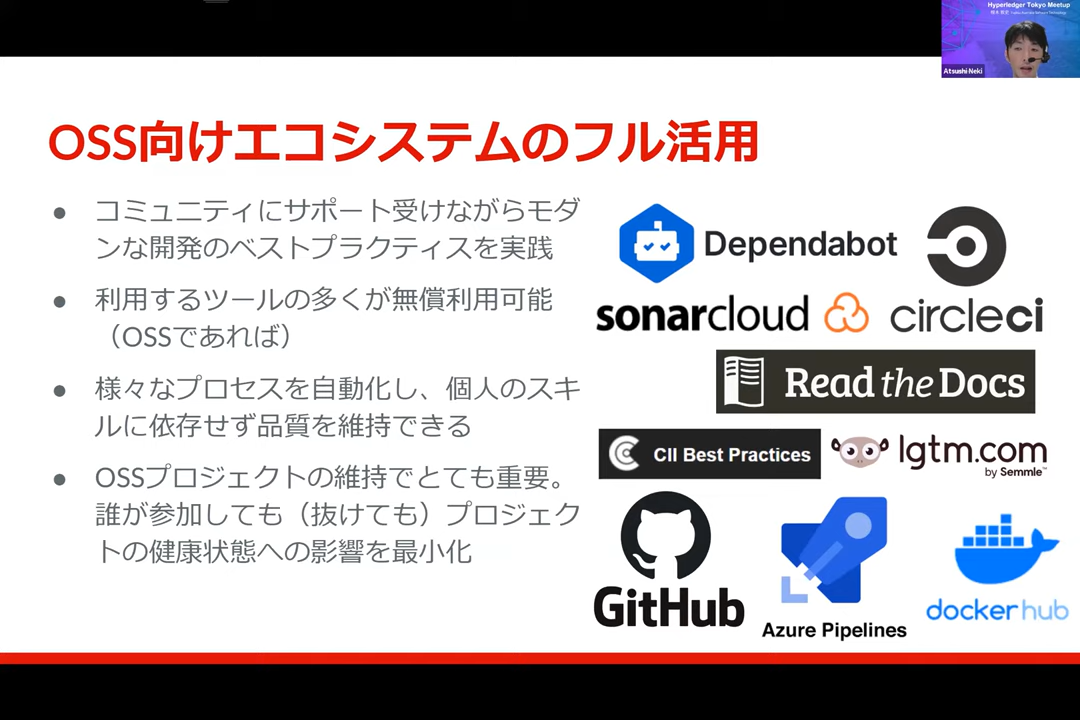 Hyperledger Tokyo Meetup
Atsushi Neki
OSS向けエコシステムのフル活用
● コミュニティにサポート受けながらモダ
ンな開発のベストプラクティスを実践
● 利用するツールの多くが無償利用可能
（OSSであれば）
● 様々なプロセスを自動化し、個人のスキ
ルに依存せず品質を維持できる
● OSSプロジェクトの維持でとても重要。
誰が参加しても（抜けても）プロジェク
トの健康状態への影響を最小化
Dependabot
sonarcloud
circleci
Read the Docs
CII Best Practices
lgtm.com
by Semmle™
GitHub
Azure Pipelines
docker hub